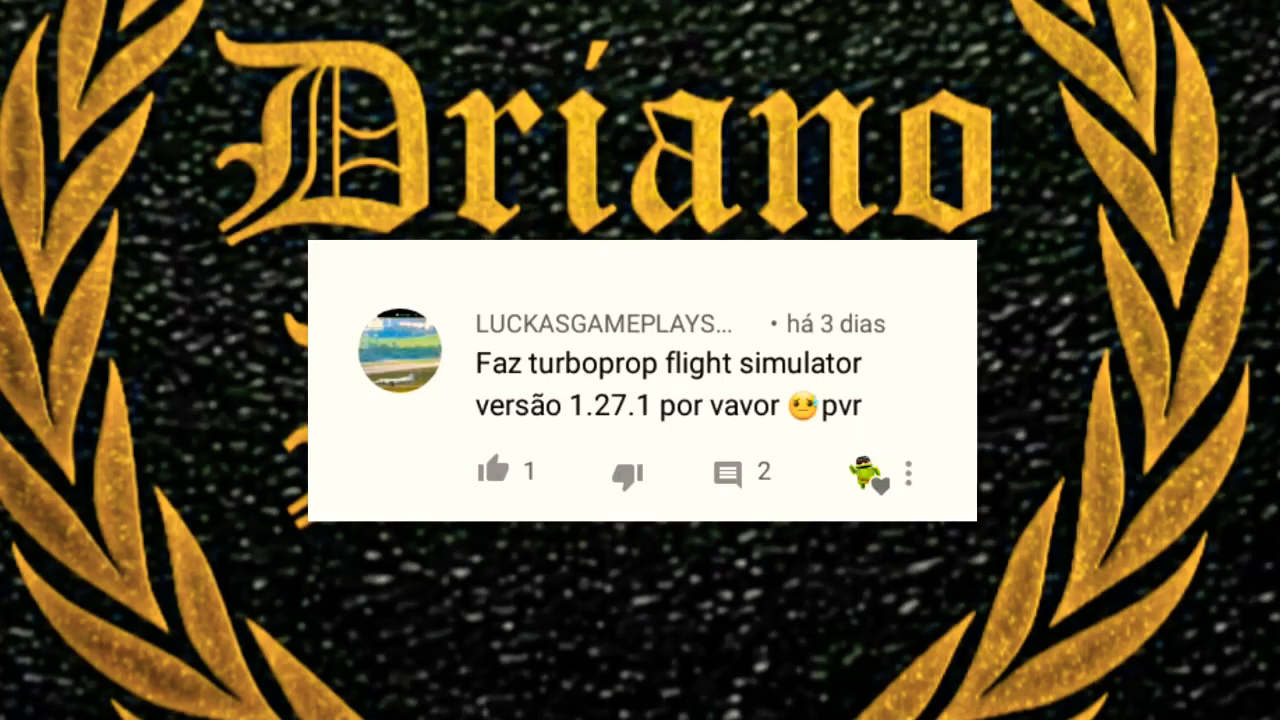 Dríano
LUCKASGAMEPLAYS... • há 3 dias
Faz turboprop flight simulator
versão 1.27.1 por vavor 😓pvr
1 2